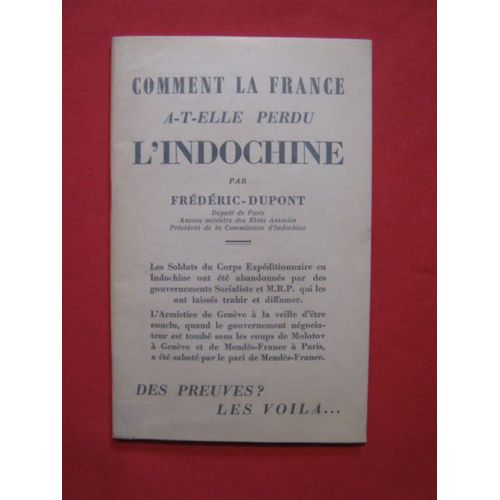 COMMENT LA FRANCE
A-T-ELLE PERDU
L'INDOCHINE
PAR
FRÉDÉRIC-DUPONT
Député de Paris
Ancien ministre des Etats Associés
Président de la Commission d'Indochine
Les Soldats du Corps Expéditionnaire en
Indochine ont été abandonnés par des
gouvernements Socialiste et M.R.P. qui les
ont laissés trahir et diffamer.
L'Armistice de Genève à la veille d'être
conclu, quand le gouvernement négocia-
teur est tombé sous les coups de Molotov
à Genève et de Mendès-France à Paris,
a été saboté par le pari de Mendès-France.
DES PREUVES?
LES VOILA...